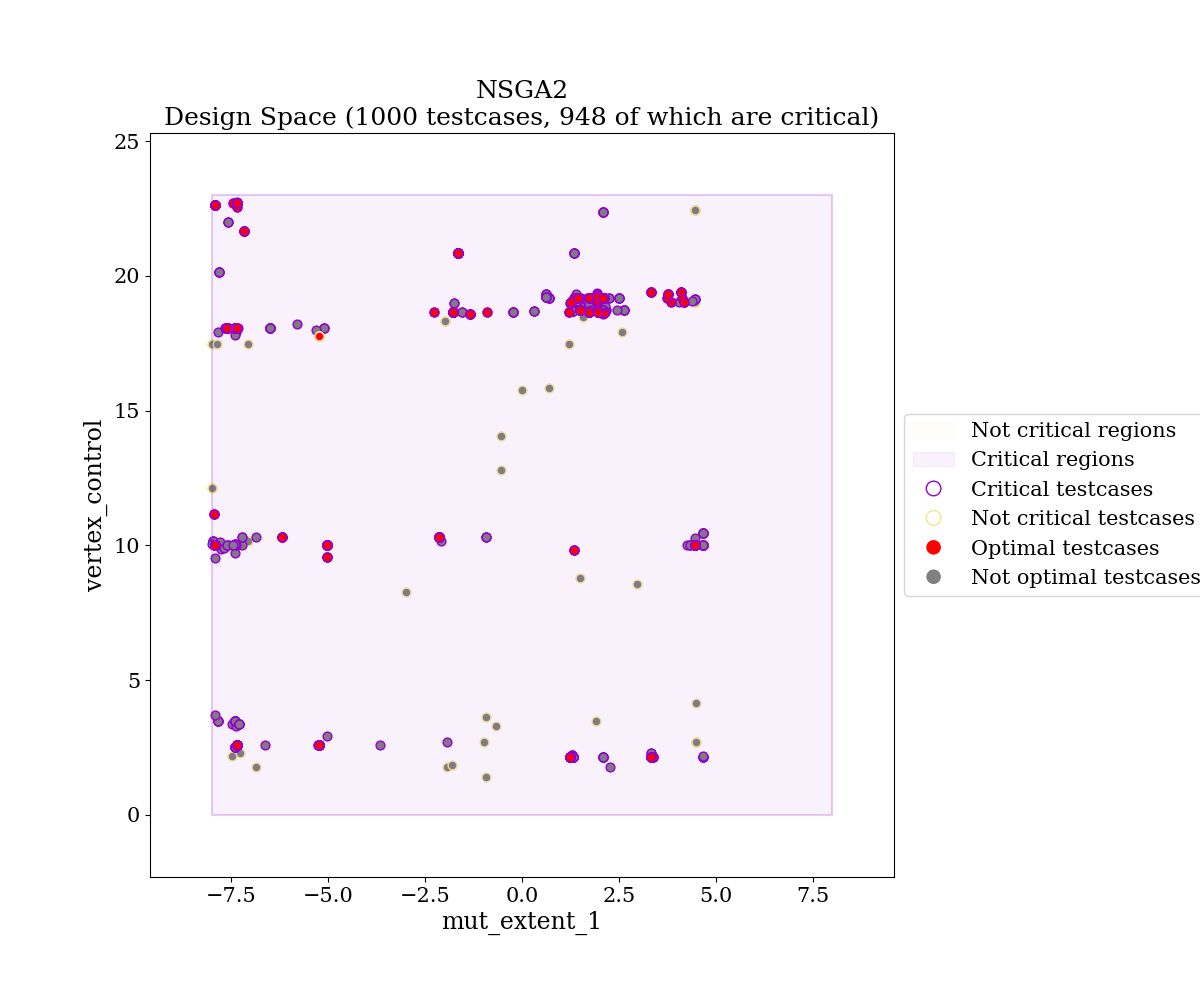 NSGA2
Design Space (1000 testcases, 948 of which are critical)
25
20
15
10
5
0
vertex_control
−7.5
−5.0
−2.5
0.0
2.5
5.0
7.5
mut_extent_1
Not critical regions
Critical regions
Critical testcases
Not critical testcases
Optimal testcases
Not optimal testcases